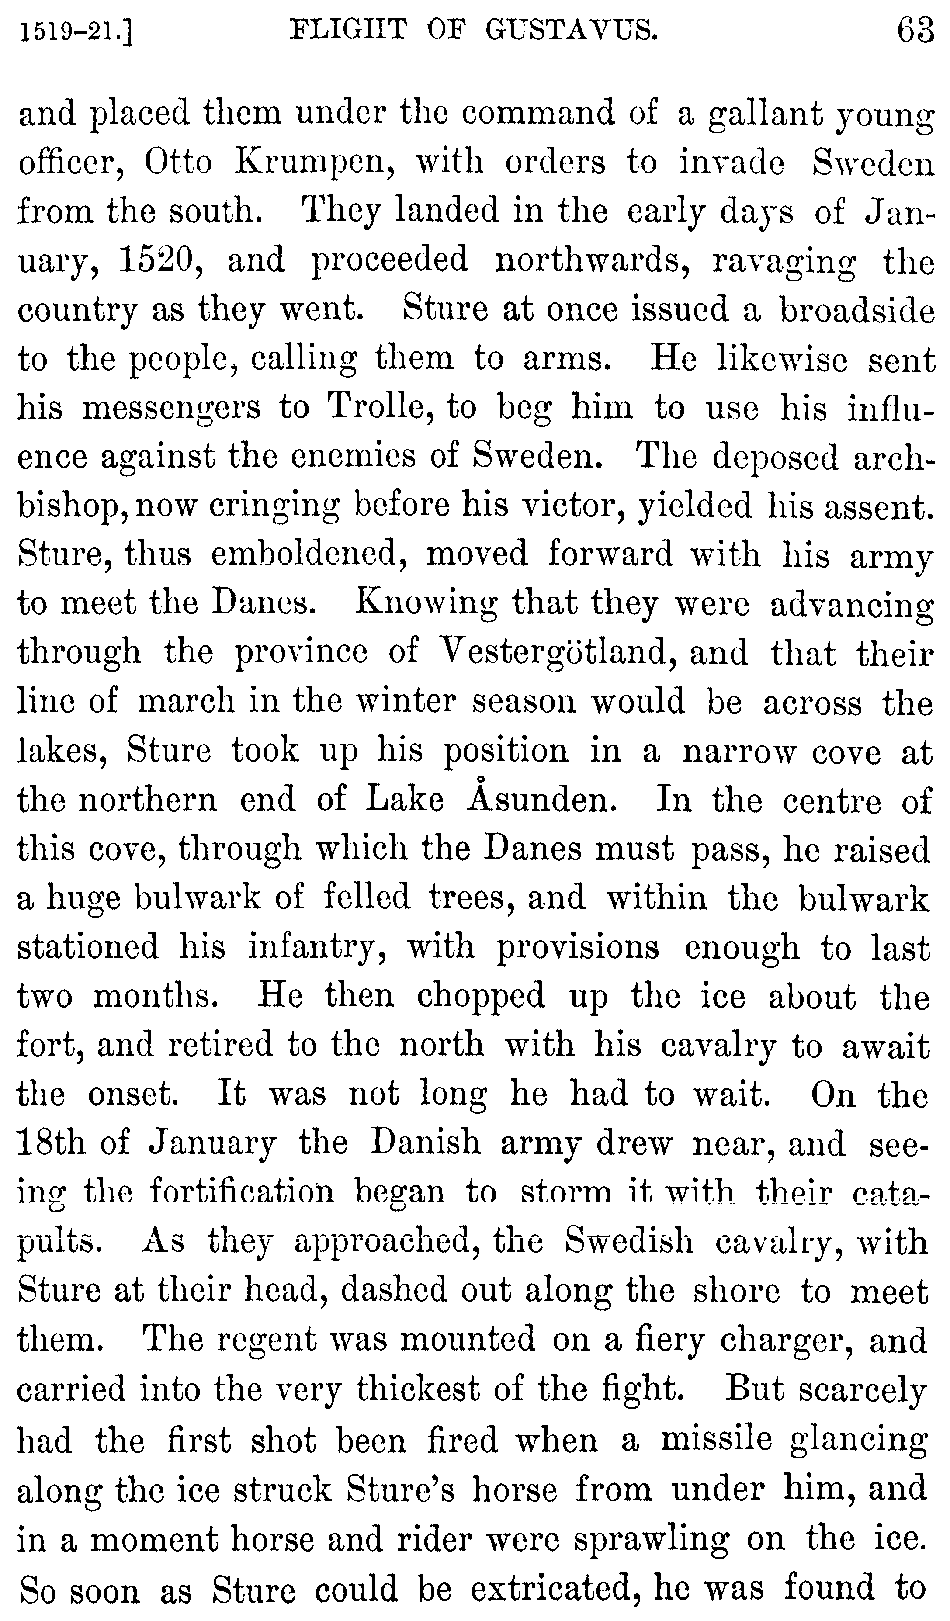 1519–21.] FLIGHT OF GUSTAVUS. 63
and placed them under the command of a gallant young
officer, Otto Krumpen, with orders to invade Sweden
from the south. They landed in the early days of Jan-
uary, 1520, and proceeded northwards, ravaging the
country as they went. Sture at once issued a broadside
to the people, calling them to arms. He likewise sent
his messengers to Trolle, to beg him to use his influ-
ence against the enemies of Sweden. The deposed arch-
bishop, now cringing before his victor, yielded his assent.
Sture, thus emboldened, moved forward with his army
to meet the Danes. Knowing that they were advancing
through the province of Vestergötland, and that their
line of march in the winter season would be across the
lakes, Sture took up his position in a narrow cove at
the northern end of Lake Åsunden. In the centre of
this cove, through which the Danes must pass, he raised
a huge bulwark of felled trees, and within the bulwark
stationed his infantry, with provisions enough to last
two months. He then chopped up the ice about the
fort, and retired to the north with his cavalry to await
the onset. It was not long he had to wait. On the
18th of January the Danish army drew near, and see-
ing the fortification began to storm it with their cata-
pults. As they approached, the Swedish cavalry, with
Sture at their head, dashed out along the shore to meet
them. The regent was mounted on a fiery charger, and
carried into the very thickest of the fight. But scarcely
had the first shot been fired when a missile glancing
along the ice struck Sture's horse from under him, and
in a moment horse and rider were sprawling on the ice.
So soon as Sture could be extricated, he was found to